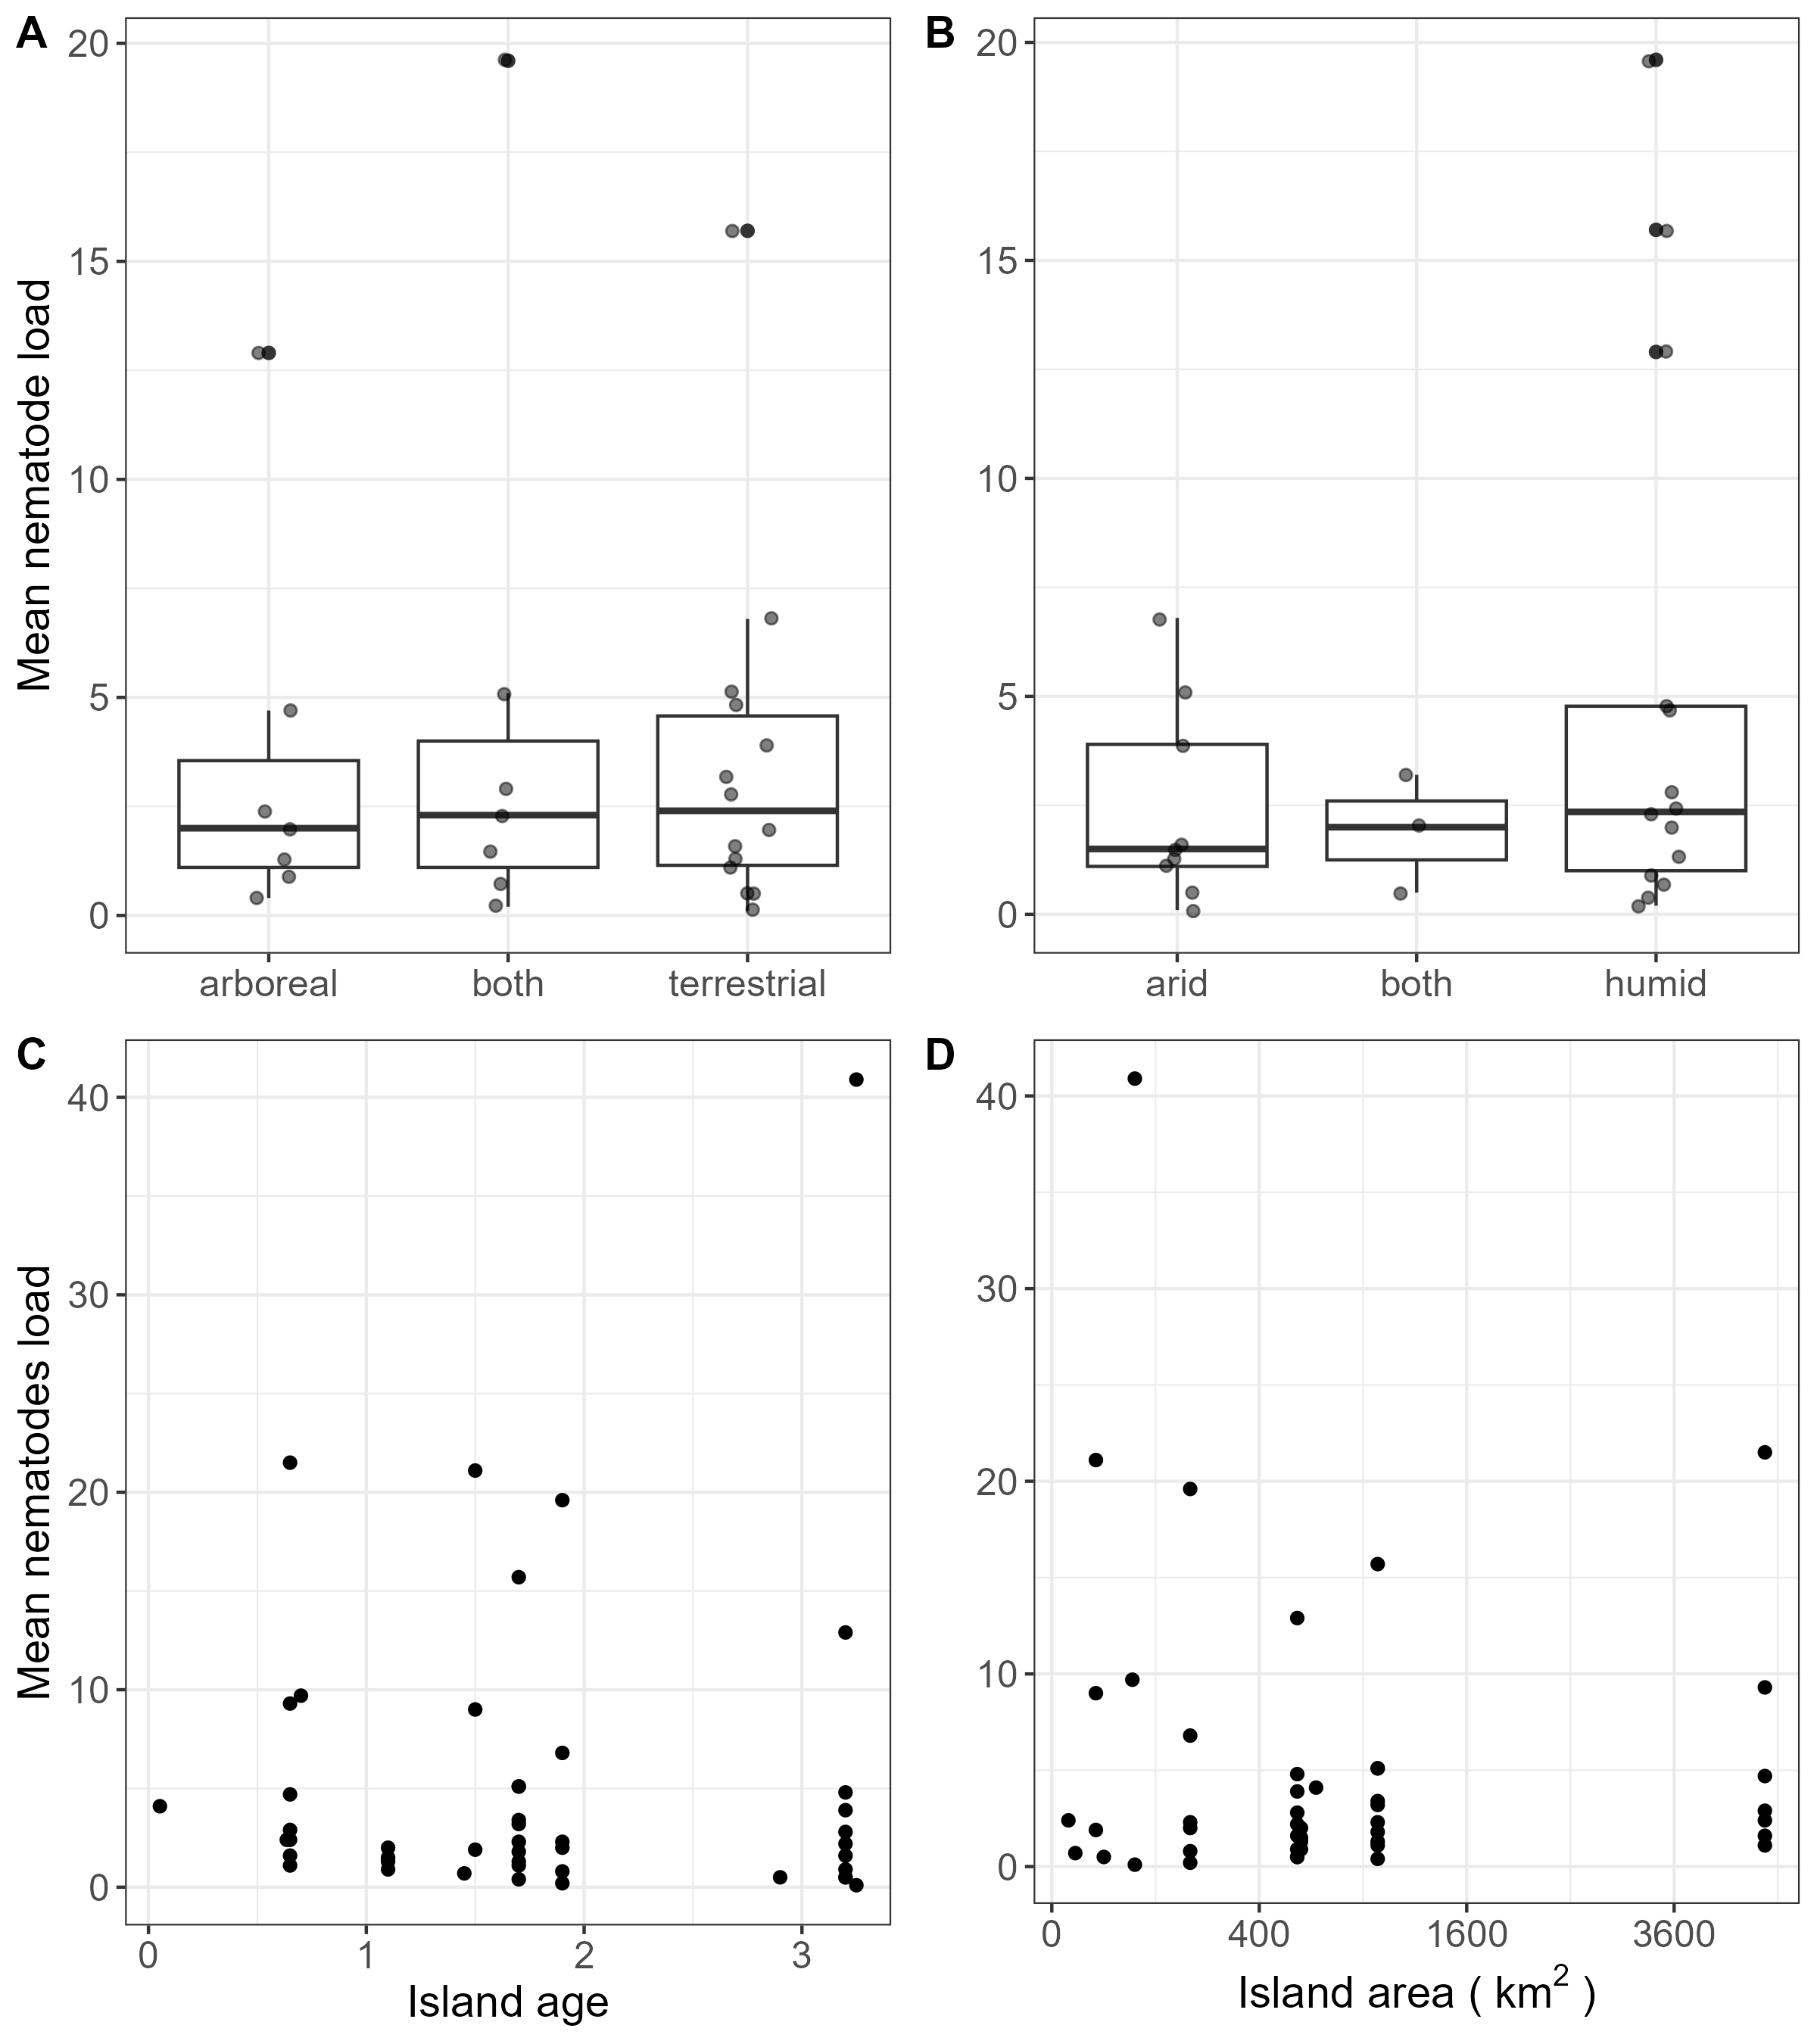 A
B
Mean nematode load
20
15
10
5
0
arboreal both terrestrial
20
15
10
5
0
arid both humid
C
D
Mean nematodes load
40
30
20
10
0
0 1 2 3
Island age
40
30
20
10
0
0 400 1600 3600
Island area ( km² )